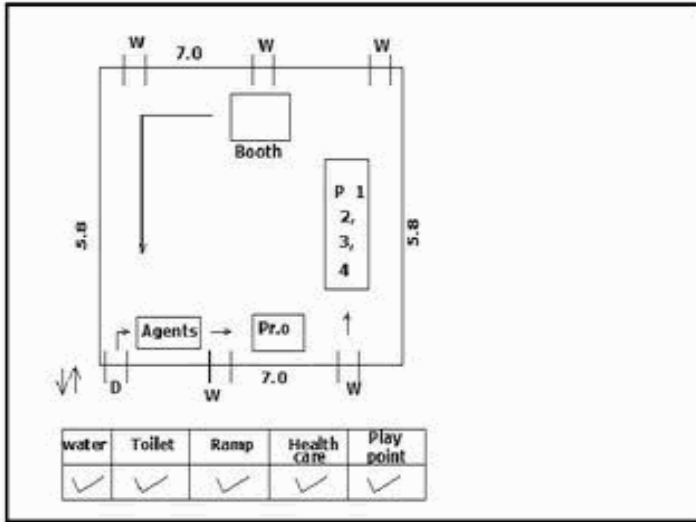 W 7.0 W W
Booth
P 1
2,
3,
4
5.8
5.8
Agents
Pr.o
D W 7.0 W
water Toilet Ramp Health care Play point